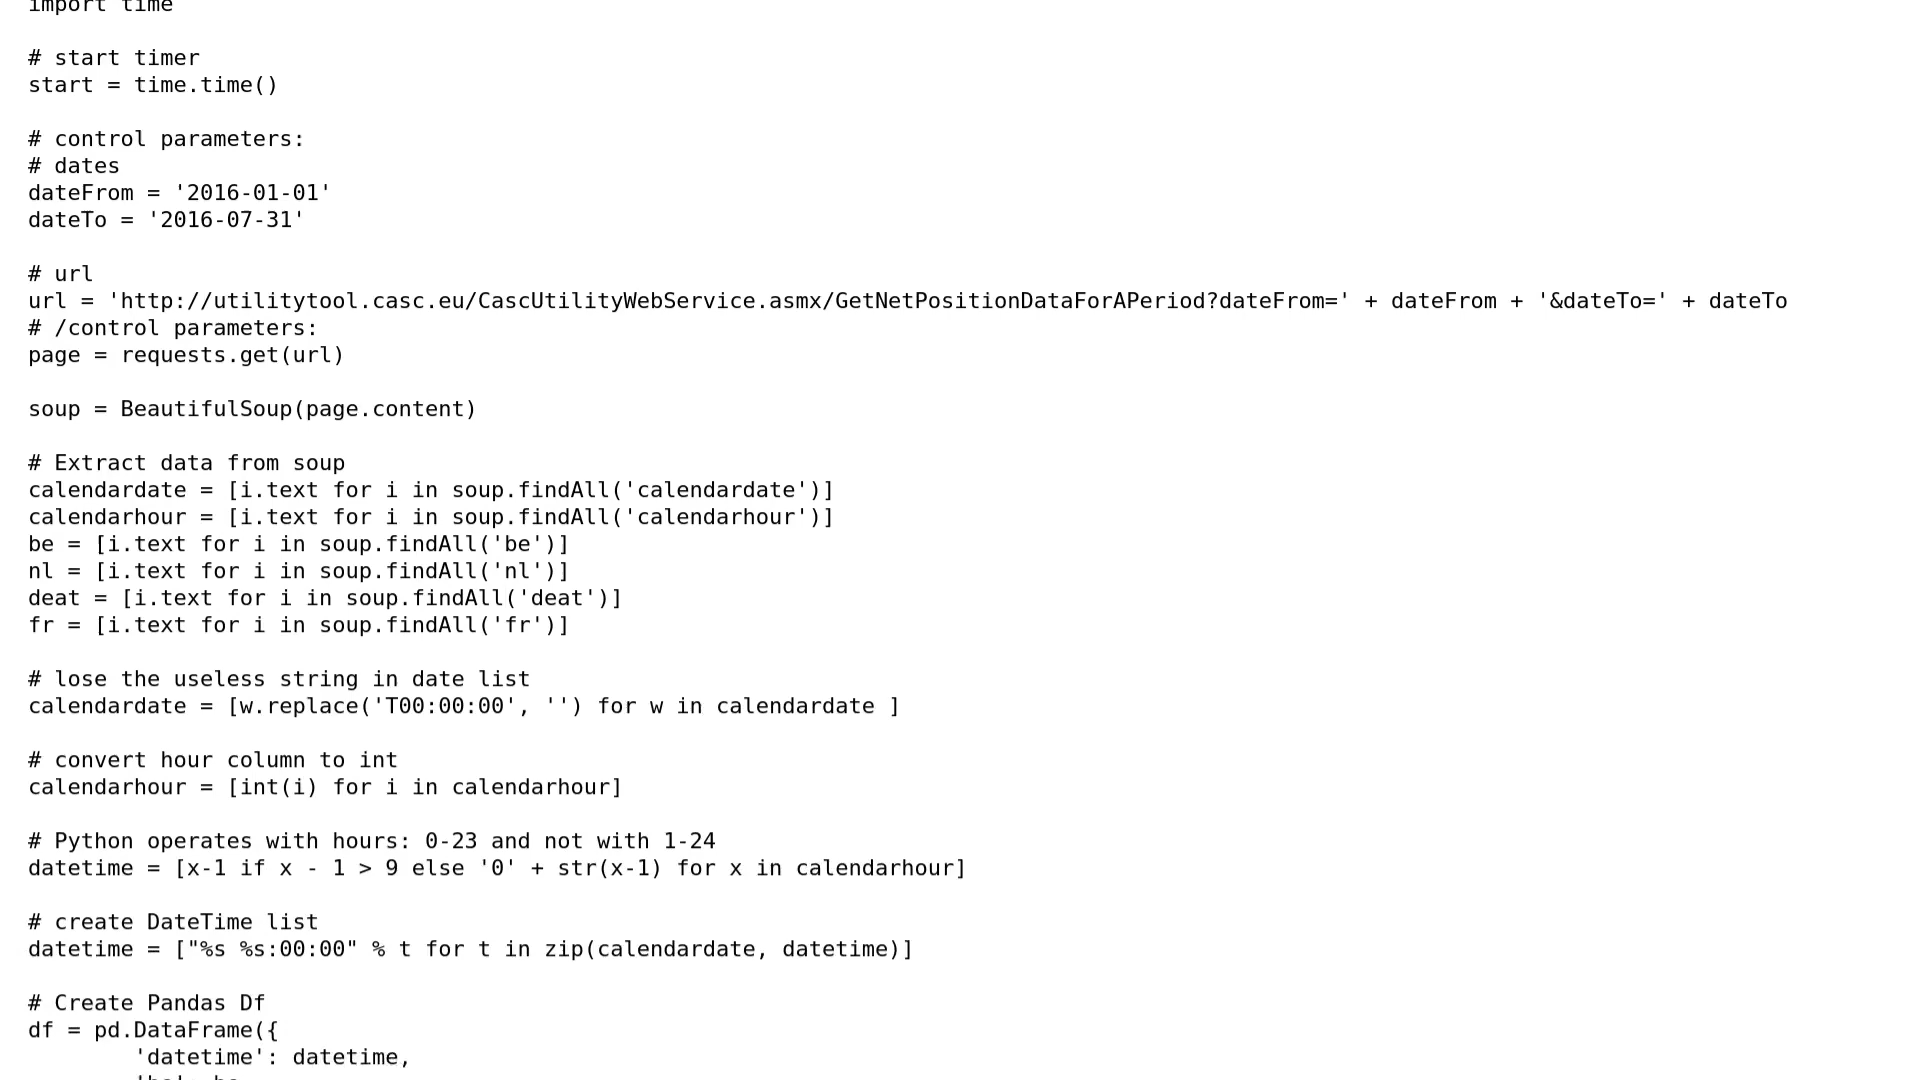 import time
# start timer
start = time.time()
# control parameters:
# dates
dateFrom = '2016-01-01'
dateTo = '2016-07-31'
# url
url = 'http://utilitytool.casc.eu/CascUtilityWebService.asmx/GetNetPositionDataForAPeriod?dateFrom=' + dateFrom + '&dateTo=' + dateTo
# /control parameters:
page = requests.get(url)
soup = BeautifulSoup(page.content)
# Extract data from soup
calendardate = [i.text for i in soup.findAll('calendardate')]
calendarhour = [i.text for i in soup.findAll('calendarhour')]
be = [i.text for i in soup.findAll('be')]
nl = [i.text for i in soup.findAll('nl')]
deat = [i.text for i in soup.findAll('deat')]
fr = [i.text for i in soup.findAll('fr')]
# lose the useless string in date list
calendardate = [w.replace('T00:00:00', '') for w in calendardate ]
# convert hour column to int
calendarhour = [int(i) for i in calendarhour]
# Python operates with hours: 0-23 and not with 1-24
datetime = [x-1 if x - 1 > 9 else '0' + str(x-1) for x in calendarhour]
# create DateTime list
datetime = ["%s %s:00:00" % t for t in zip(calendardate, datetime)]
# Create Pandas Df
df = pd.DataFrame({
'datetime': datetime,